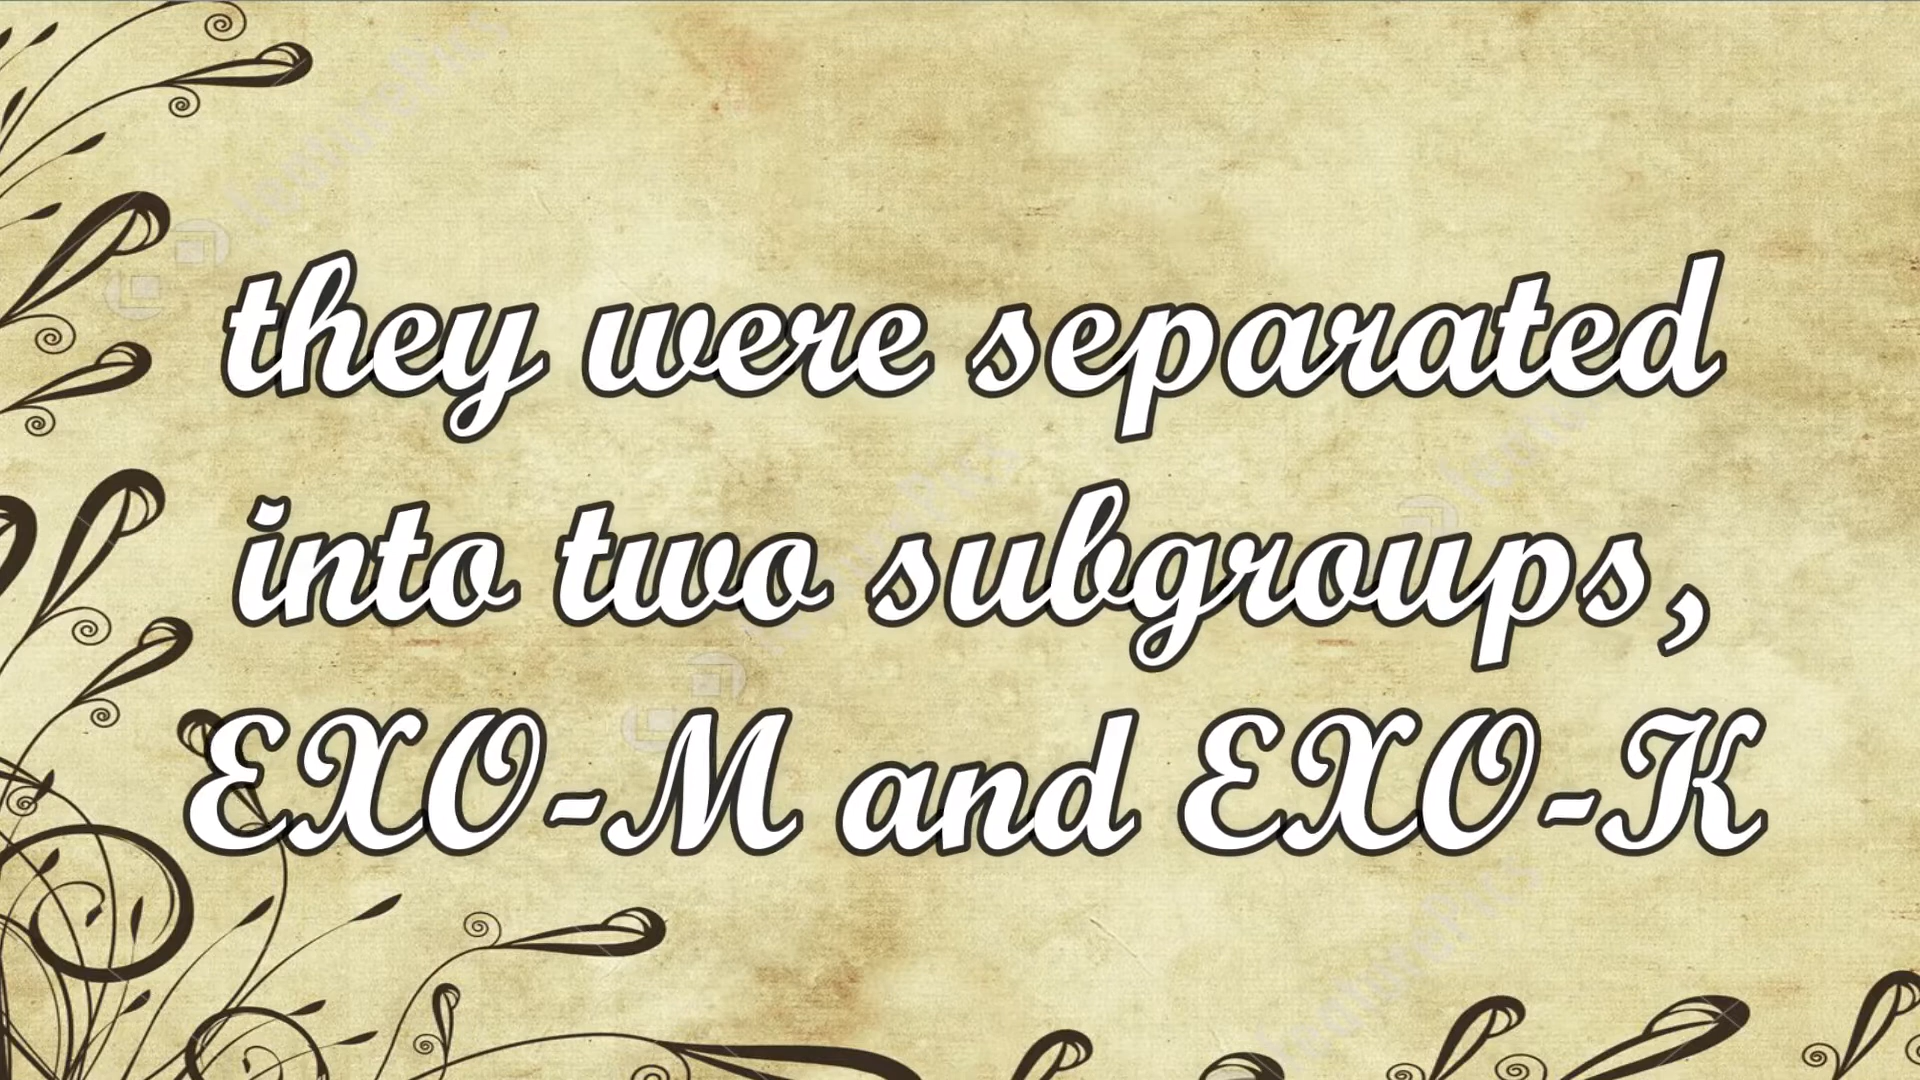 they were separated
into two subgroups,
EXO-M and EXO-K